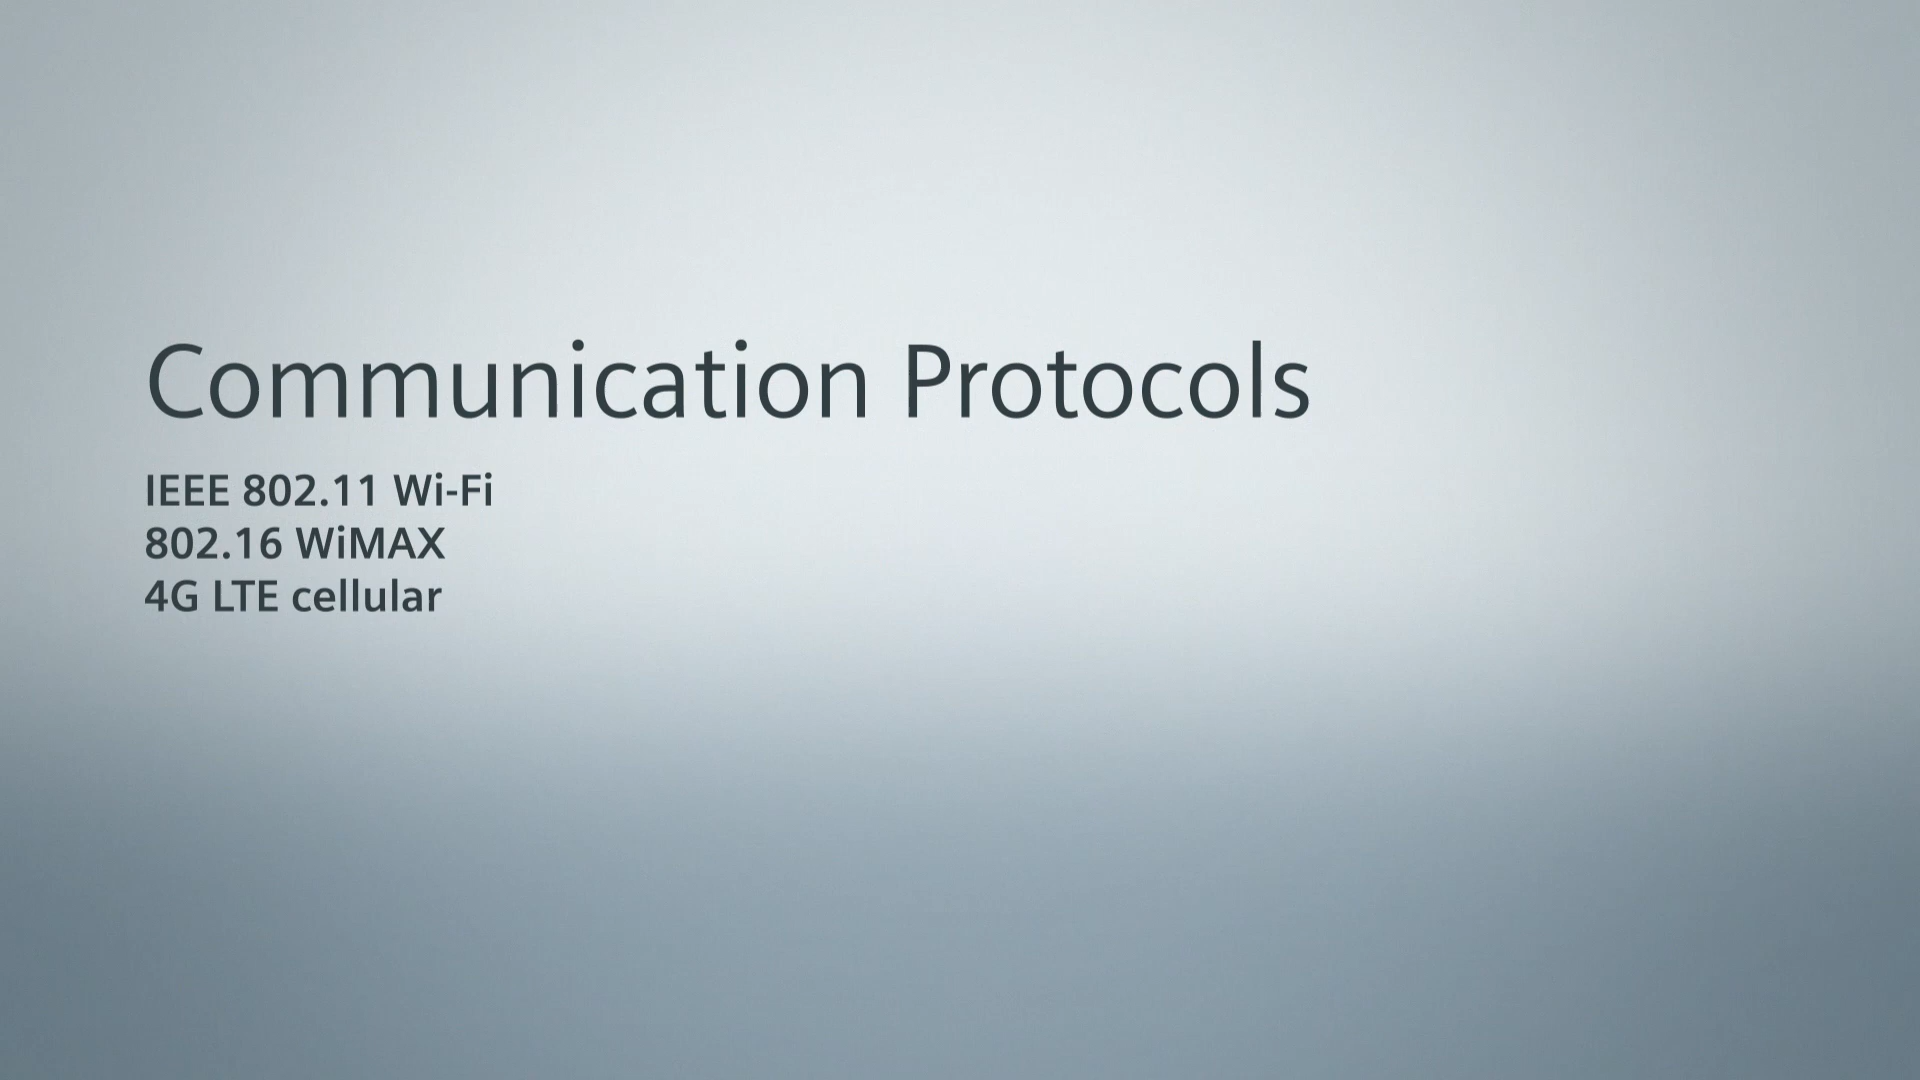 Communication Protocols
IEEE 802.11 Wi-Fi
802.16 WiMAX
4G LTE cellular